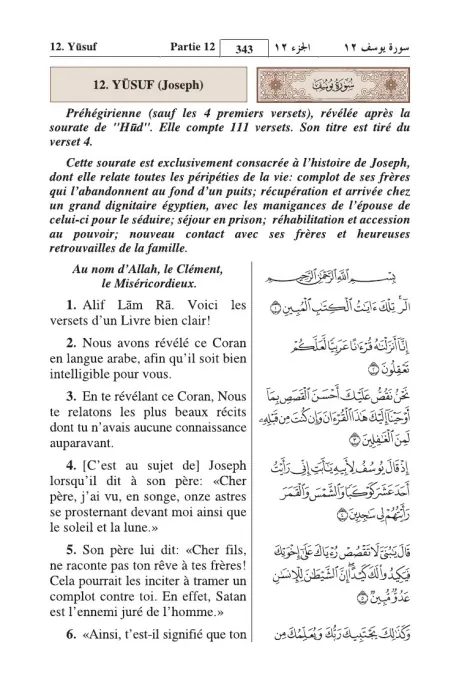 12. Yūsuf Partie 12 343 الجزء ١٢ سورة يوسف ١٢
12. YŪSUF (Joseph) سُورَةُ يُوسُفَ
Préhégirienne (sauf les 4 premiers versets), révélée après la
sourate de "Hūd". Elle compte 111 versets. Son titre est tiré du
verset 4.
Cette sourate est exclusivement consacrée à l'histoire de Joseph,
dont elle relate toutes les péripéties de la vie: complot de ses frères
qui l'abandonnent au fond d'un puits; récupération et arrivée chez
un grand dignitaire égyptien, avec les manigances de l'épouse de
celui-ci pour le séduire; séjour en prison; réhabilitation et accession
au pouvoir; nouveau contact avec ses frères et heureuses
retrouvailles de la famille.
Au nom d'Allah, le Clément,
le Miséricordieux.
1. Alif Lām Rā. Voici les
versets d'un Livre bien clair!
2. Nous avons révélé ce Coran
en langue arabe, afin qu'il soit bien
intelligible pour vous.
3. En te révélant ce Coran, Nous
te relatons les plus beaux récits
dont tu n'avais aucune connaissance
auparavant.
4. [C'est au sujet de] Joseph
lorsqu'il dit à son père: «Cher
père, j'ai vu, en songe, onze astres
se prosternant devant moi ainsi que
le soleil et la lune.»
5. Son père lui dit: «Cher fils,
ne raconte pas ton rêve à tes frères!
Cela pourrait les inciter à tramer un
complot contre toi. En effet, Satan
est l'ennemi juré de l'homme.»
6. «Ainsi, t'est-il signifié que ton
بِسْمِ ٱللَّهِ ٱلرَّحْمَٰنِ ٱلرَّحِيمِ
الٓر ۚ تِلْكَ ءَايَٰتُ ٱلْكِتَٰبِ ٱلْمُبِينِ ١
إِنَّآ أَنزَلْنَٰهُ قُرْءَٰنًا عَرَبِيًّا لَّعَلَّكُمْ
تَعْقِلُونَ ٢
نَحْنُ نَقُصُّ عَلَيْكَ أَحْسَنَ ٱلْقَصَصِ بِمَآ
أَوْحَيْنَآ إِلَيْكَ هَٰذَا ٱلْقُرْءَانَ وَإِن كُنتَ مِن قَبْلِهِۦ
لَمِنَ ٱلْغَٰفِلِينَ ٣
إِذْ قَالَ يُوسُفُ لِأَبِيهِ يَٰٓأَبَتِ إِنِّى رَأَيْتُ
أَحَدَ عَشَرَ كَوْكَبًا وَٱلشَّمْسَ وَٱلْقَمَرَ
رَأَيْتُهُمْ لِى سَٰجِدِينَ ٤
قَالَ يَٰبُنَىَّ لَا تَقْصُصْ رُءْيَاكَ عَلَىٰٓ إِخْوَتِكَ
فَيَكِيدُوا۟ لَكَ كَيْدًا ۖ إِنَّ ٱلشَّيْطَٰنَ لِلْإِنسَٰنِ
عَدُوٌّ مُّبِينٌ ٥
وَكَذَٰلِكَ يَجْتَبِيكَ رَبُّكَ وَيُعَلِّمُكَ مِن